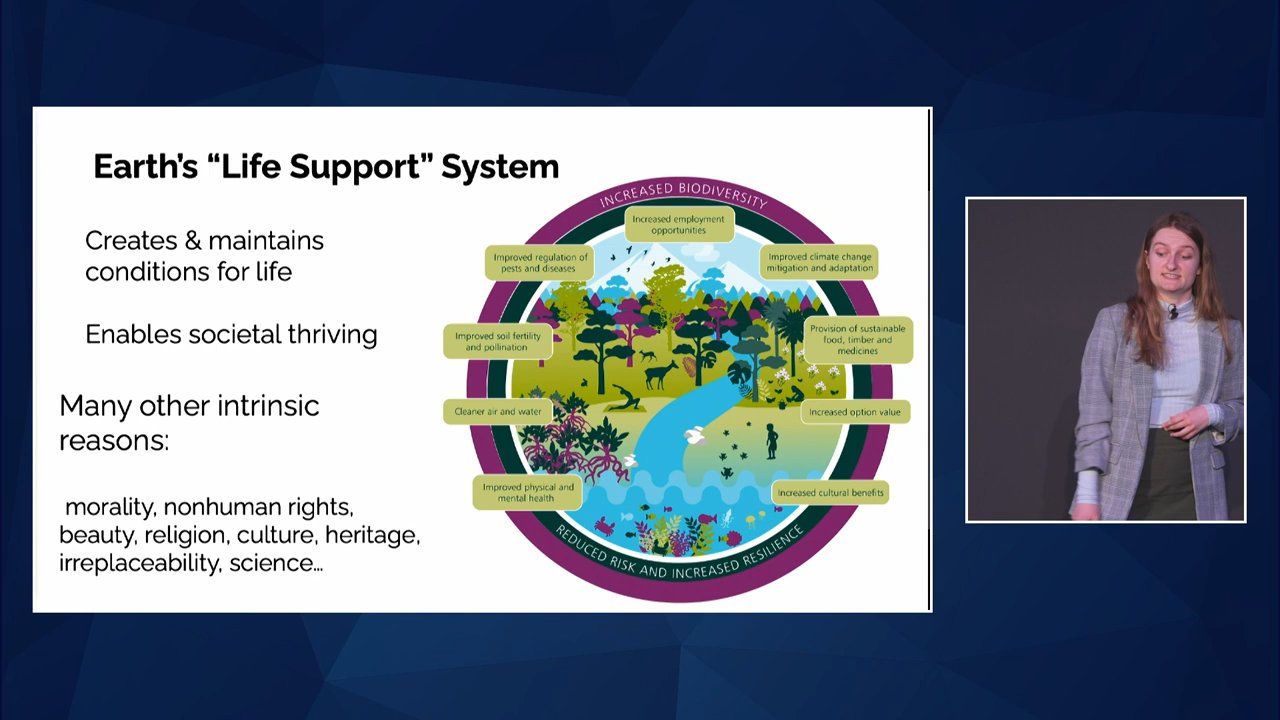 Earth's “Life Support” System
Creates & maintains
conditions for life
Enables societal thriving
Many other intrinsic
reasons:
morality, nonhuman rights,
beauty, religion, culture, heritage,
irreplaceability, science...
INCREASED BIODIVERSITY
Increased employment
opportunities
Improved regulation of
pests and diseases
Improved climate change
mitigation and adaptation
Improved soil fertility
and pollination
Provision of sustainable
food, timber and
medicines
Cleaner air and water
Increased option value
Improved physical and
mental health
Increased cultural benefits
REDUCED RISK AND INCREASED RESILIENCE